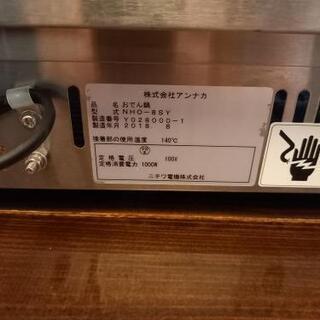 株式会社アンナカ
品名 おでん鍋
型式 NHO-8SY
製造番号 Y028000-1
製造年月 2018. 8
接着部の使用温度 140℃
定格電圧 100V
定格消費電力 1000W
ニチワ電機株式会社